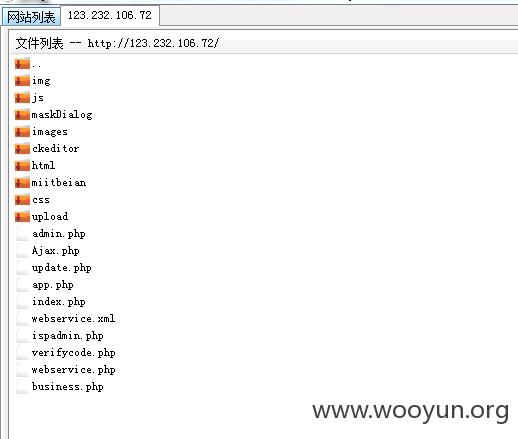 网站列表 123.232.106.72
文件列表 -- http://123.232.106.72/
..
img
js
maskDialog
images
ckeditor
html
miitbeian
css
upload
admin.php
Ajax.php
update.php
app.php
index.php
webservice.xml
ispadmin.php
verifycode.php
webservice.php
business.php
www.wooyun.org